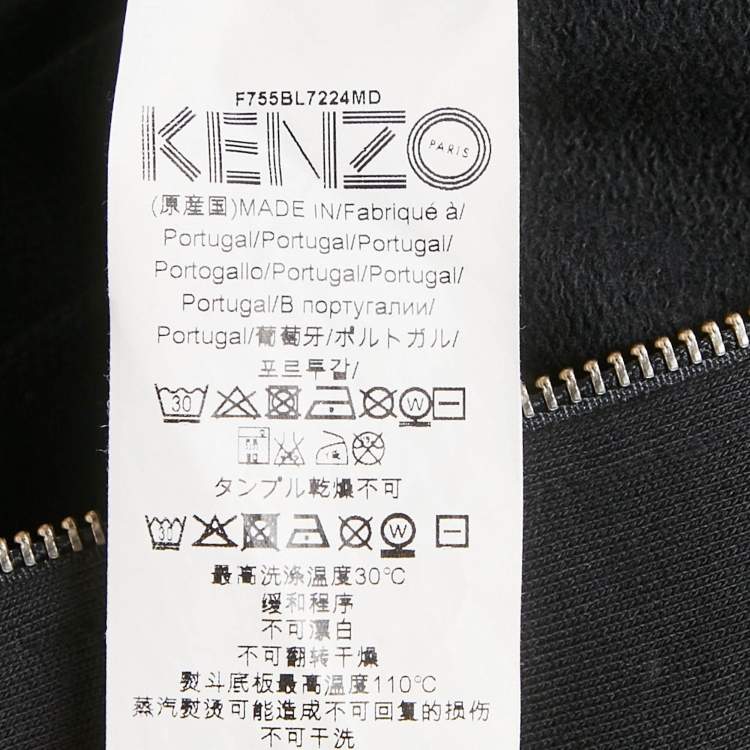 F755BL7224MD
KENZO PARIS
(原産国)MADE IN/Fabriqué à/
Portugal/Portugal/Portugal/
Portogallo/Portugal/Portugal/
Portugal/В португалии/
Portugal/葡萄牙/ポルトガル/
포르투갈/
30 W
タンブル乾燥不可
30 W
最高洗涤温度30℃
缓和程序
不可漂白
不可翻转干燥
熨斗底板最高温度110℃
蒸汽熨烫可能造成不可回复的损伤
不可干洗